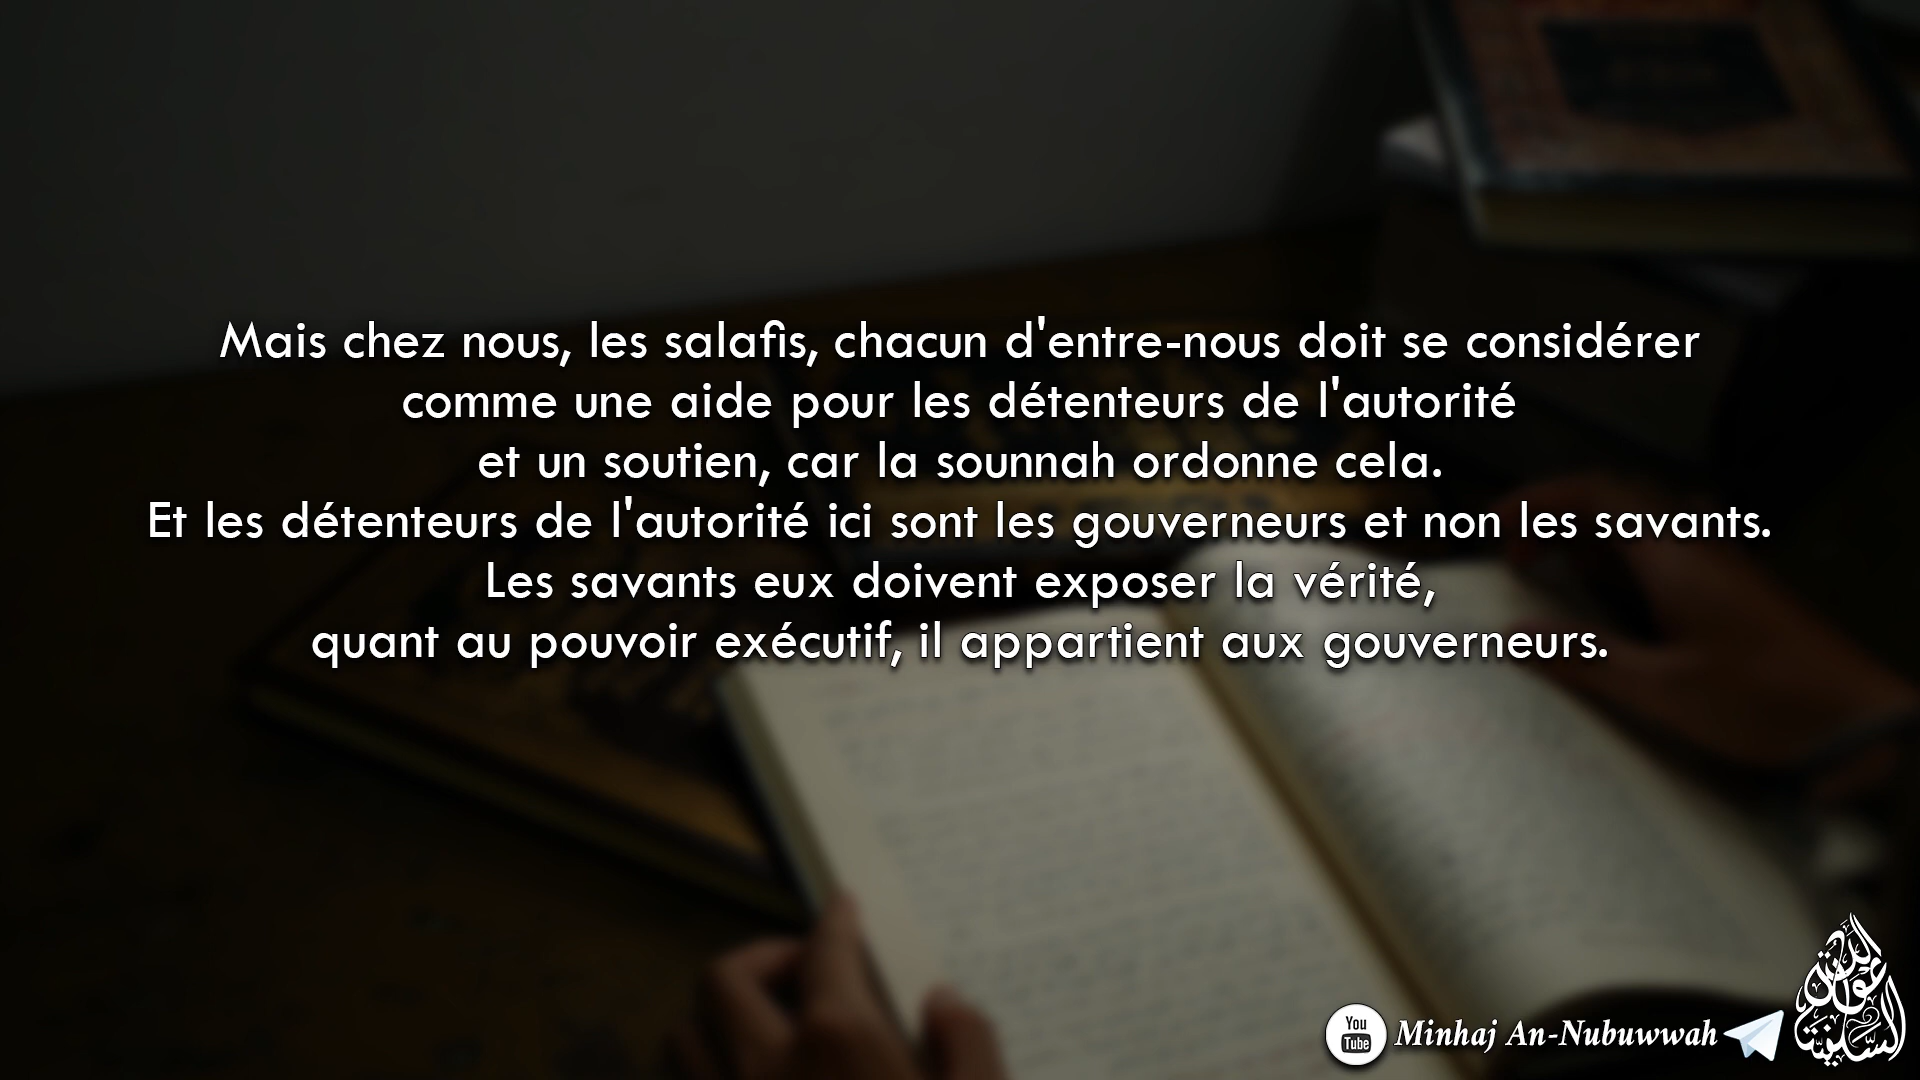 Mais chez nous, les salafis, chacun d'entre-nous doit se considérer
comme une aide pour les détenteurs de l'autorité
et un soutien, car la sounnah ordonne cela.
Et les détenteurs de l'autorité ici sont les gouverneurs et non les savants.
Les savants eux doivent exposer la vérité,
quant au pouvoir exécutif, il appartient aux gouverneurs.
You
Tube
Minhaj An-Nubuwwah